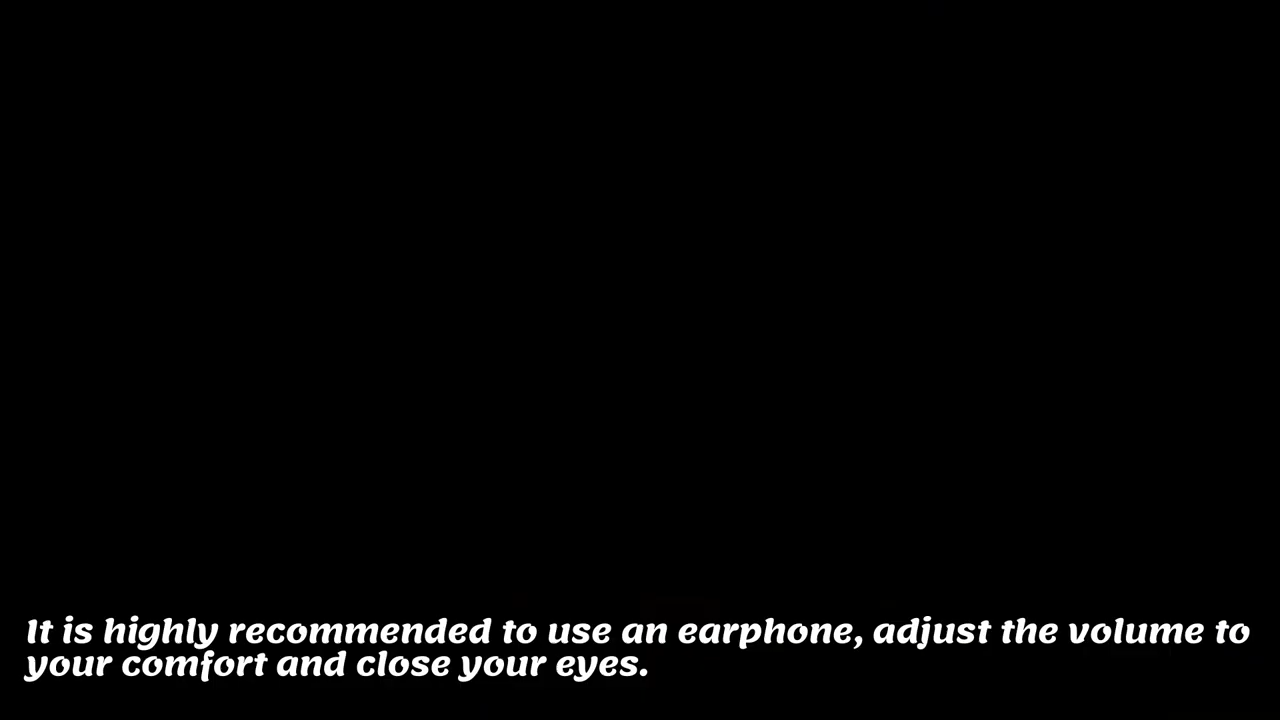 It is highly recommended to use an earphone, adjust the volume to
your comfort and close your eyes.